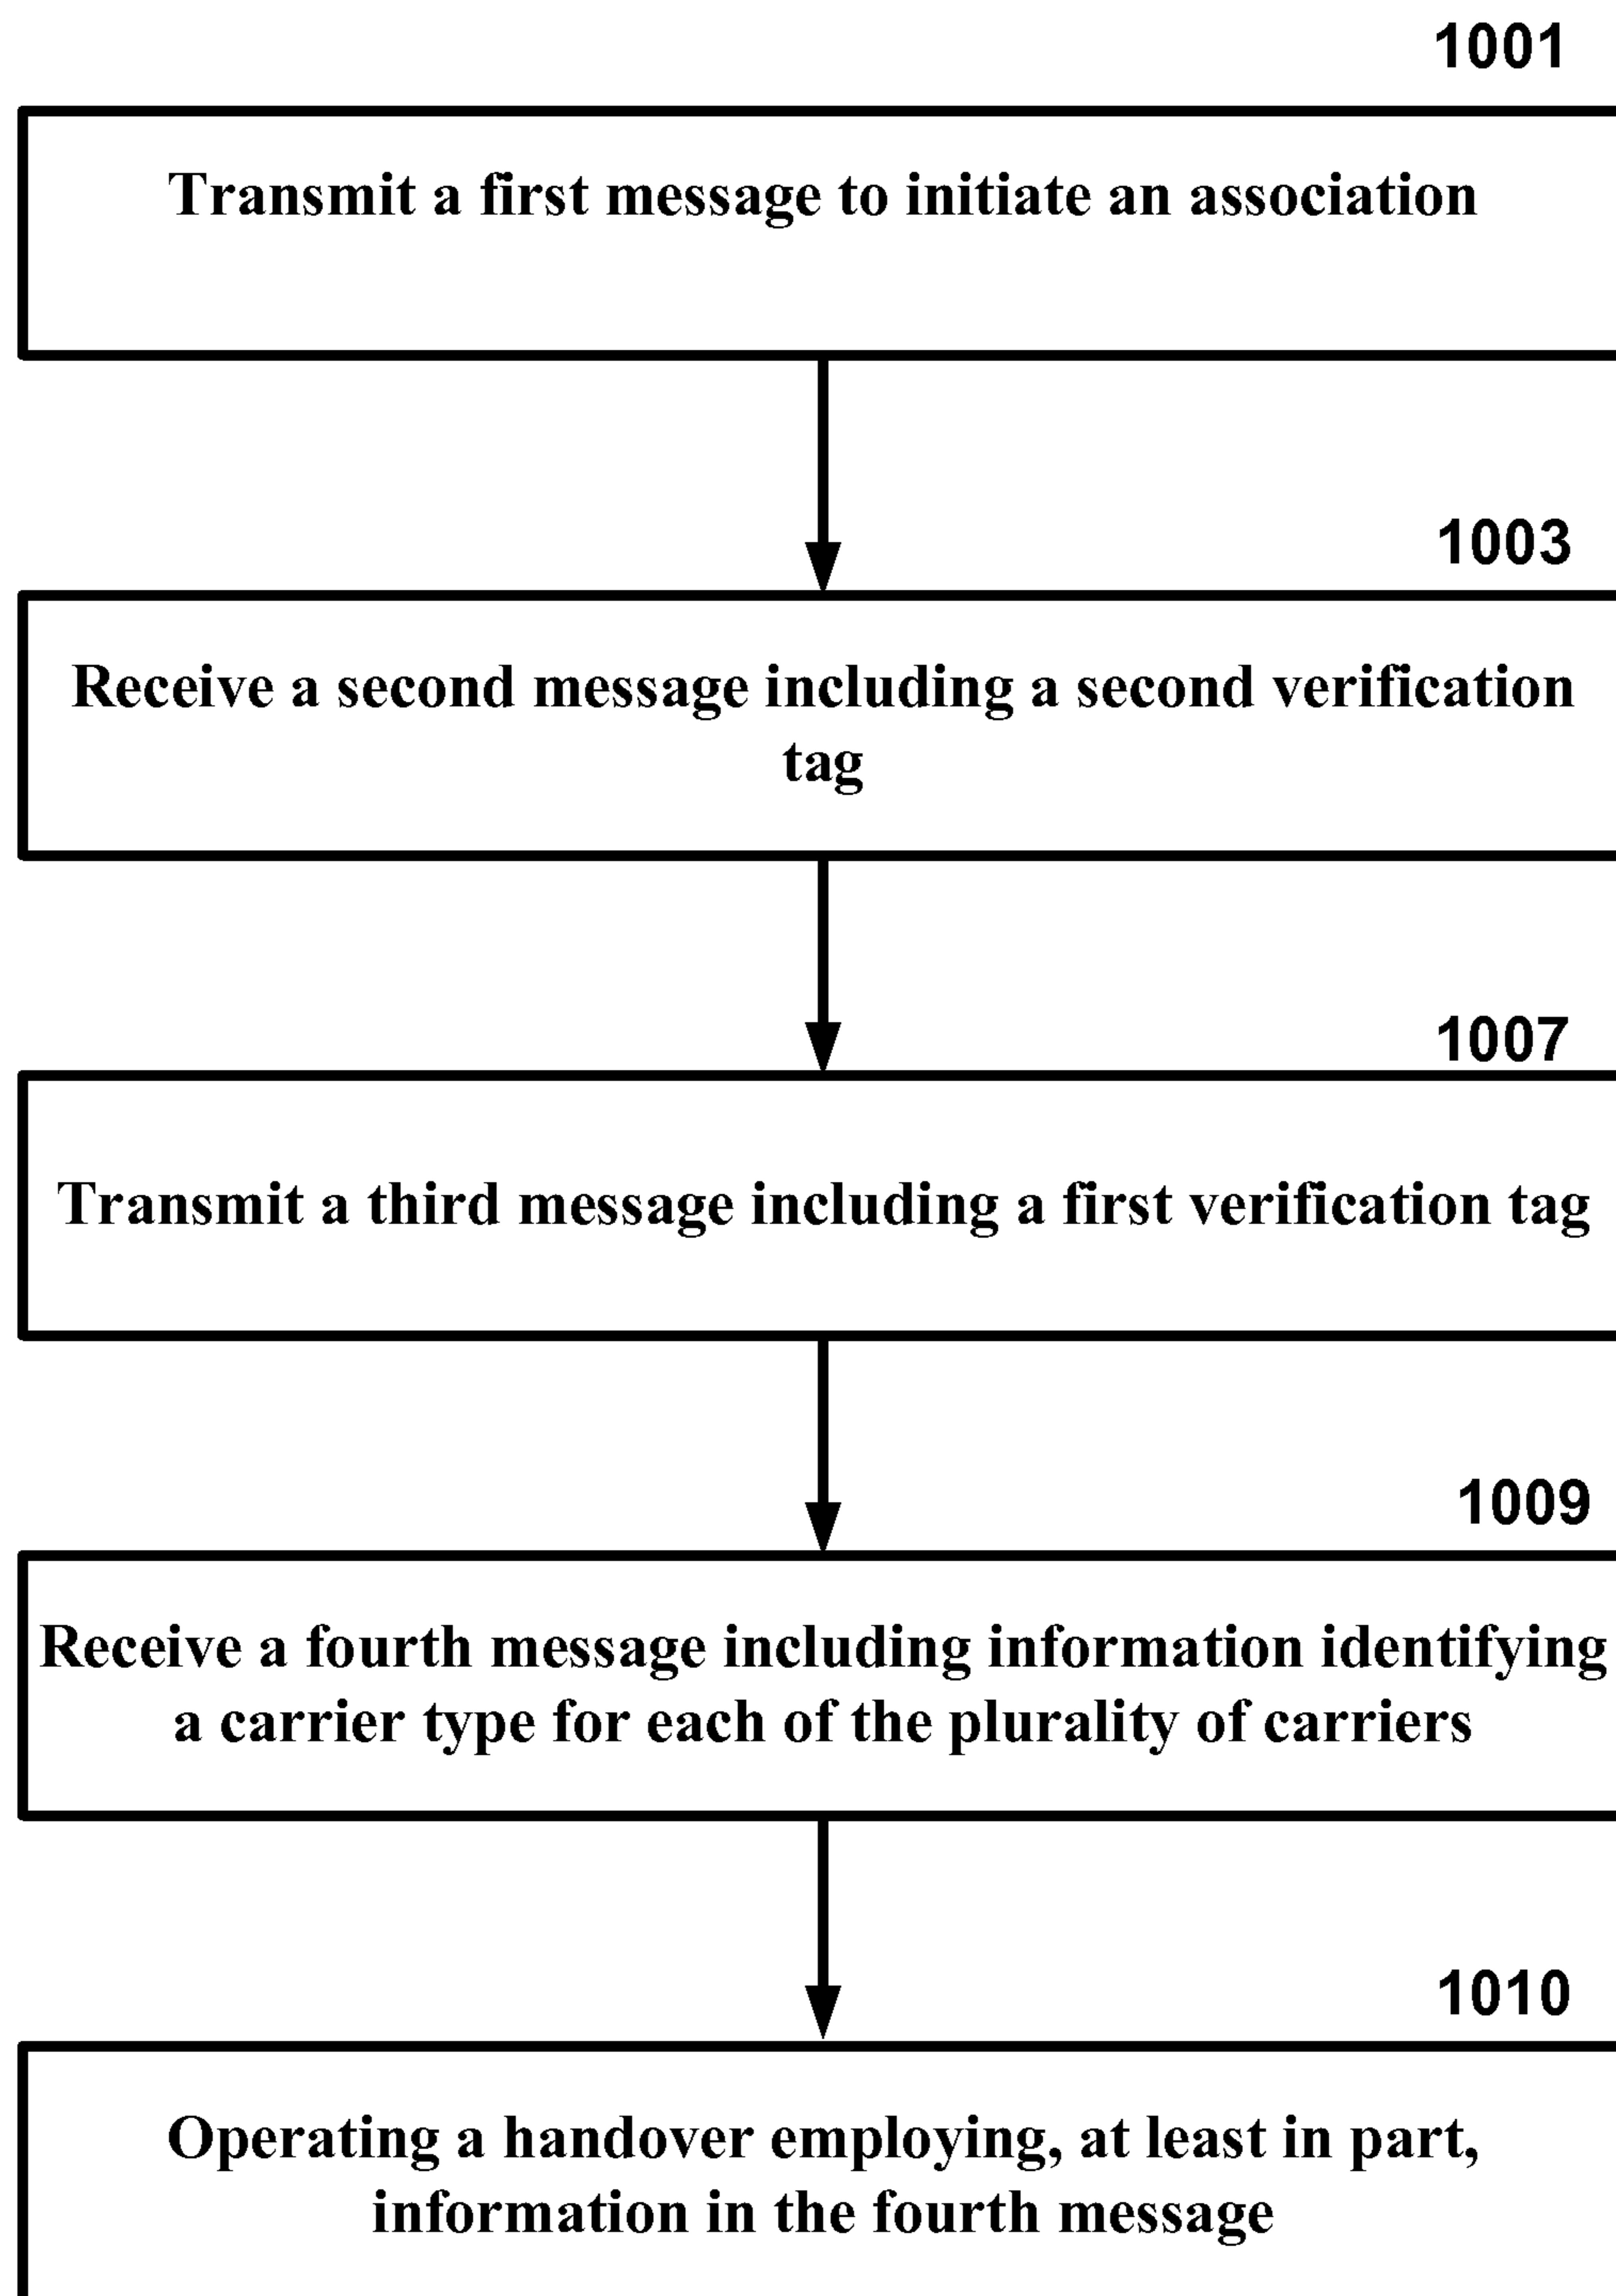 1001
Transmit a first message to initiate an association
1003
Receive a second message including a second verification
tag
1007
Transmit a third message including a first verification tag
1009
Receive a fourth message including information identifying
a carrier type for each of the plurality of carriers
1010
Operating a handover employing, at least in part,
information in the fourth message